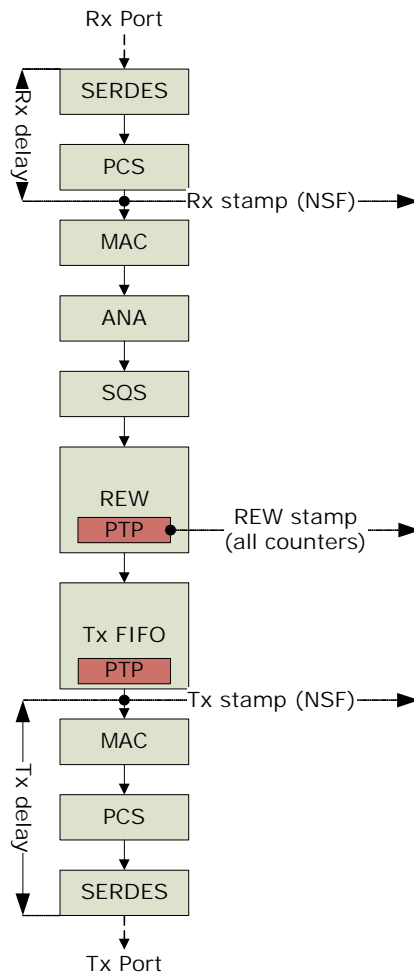 Rx Port
SERDES
Rx delay
PCS
Rx stamp (NSF)
MAC
ANA
SQS
REW
PTP
REW stamp
(all counters)
Tx FIFO
PTP
Tx stamp (NSF)
MAC
Tx delay
PCS
SERDES
Tx Port